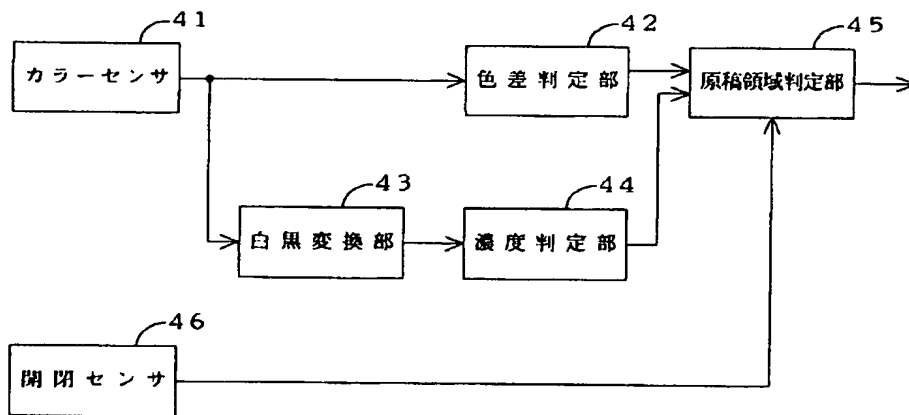 41
カラーセンサ
42
色差判定部
45
原稿領域判定部
43
白黒変換部
44
濃度判定部
46
開閉センサ